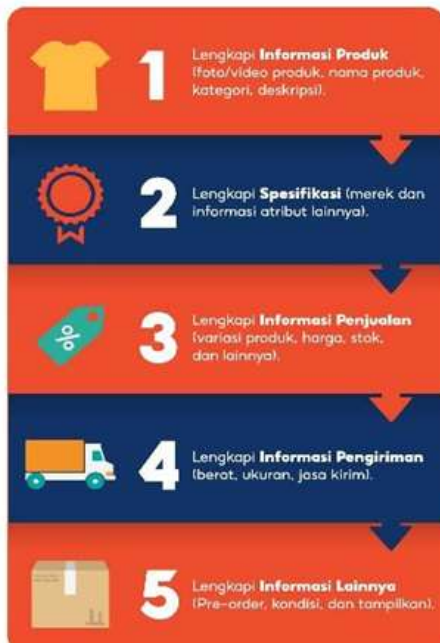 1
Lengkapi Informasi Produk
(foto/video produk, nama produk,
kategori, deskripsi).
2
Lengkapi Spesifikasi (merek dan
informasi atribut lainnya).
%
3
Lengkapi Informasi Penjualan
(variasi produk, harga, stok,
dan lainnya).
4
Lengkapi Informasi Pengiriman
(berat, ukuran, jasa kirim).
5
Lengkapi Informasi Lainnya
(Pre-order, kondisi, dan tampilkan).